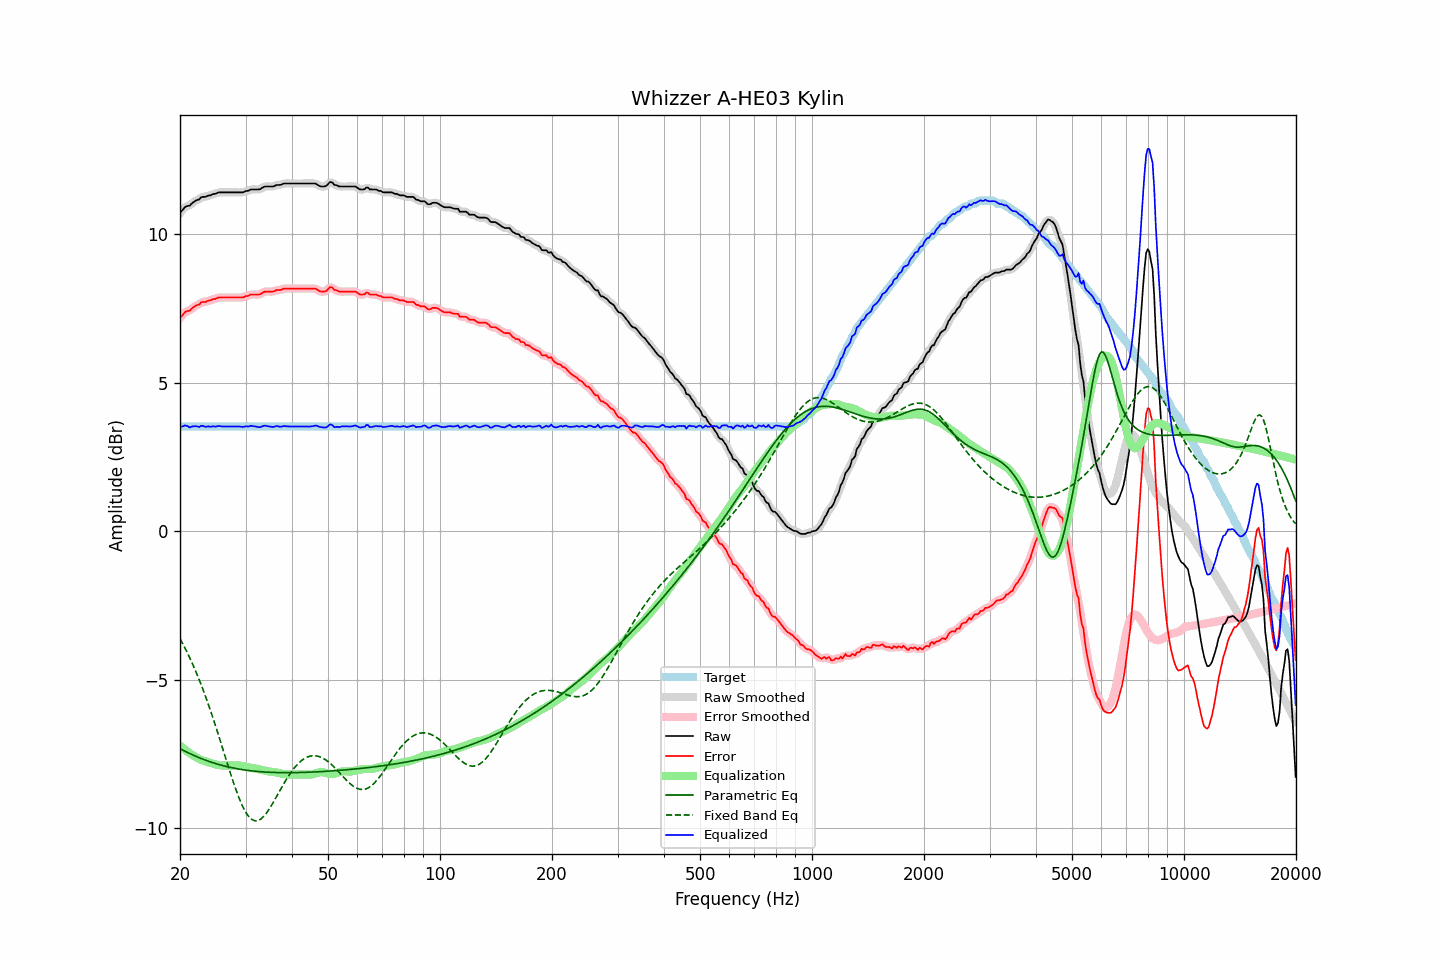 Whizzer A-HE03 Kylin
Amplitude (dBr)
10
5
0
−5
−10
Target
Raw Smoothed
Error Smoothed
Raw
Error
Equalization
Parametric Eq
Fixed Band Eq
Equalized
20 50 100 200 500 1000 2000 5000 10000 20000
Frequency (Hz)